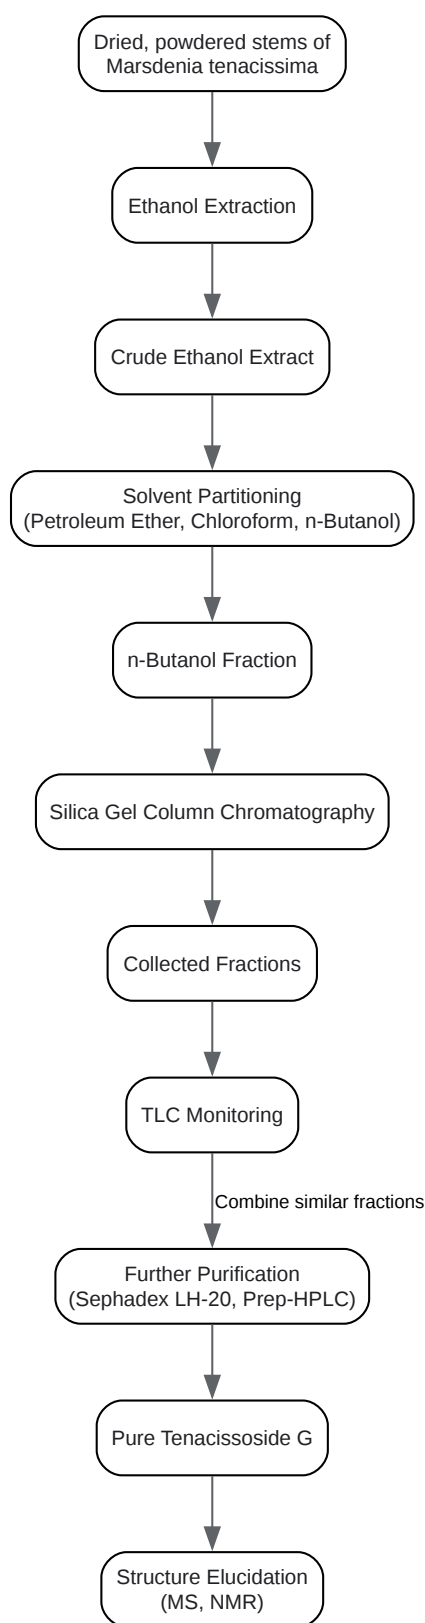 Dried, powdered stems of
Marsdenia tenacissima
Ethanol Extraction
Crude Ethanol Extract
Solvent Partitioning
(Petroleum Ether, Chloroform, n-Butanol)
n-Butanol Fraction
Silica Gel Column Chromatography
Collected Fractions
TLC Monitoring
Combine similar fractions
Further Purification
(Sephadex LH-20, Prep-HPLC)
Pure Tenacissoside G
Structure Elucidation
(MS, NMR)